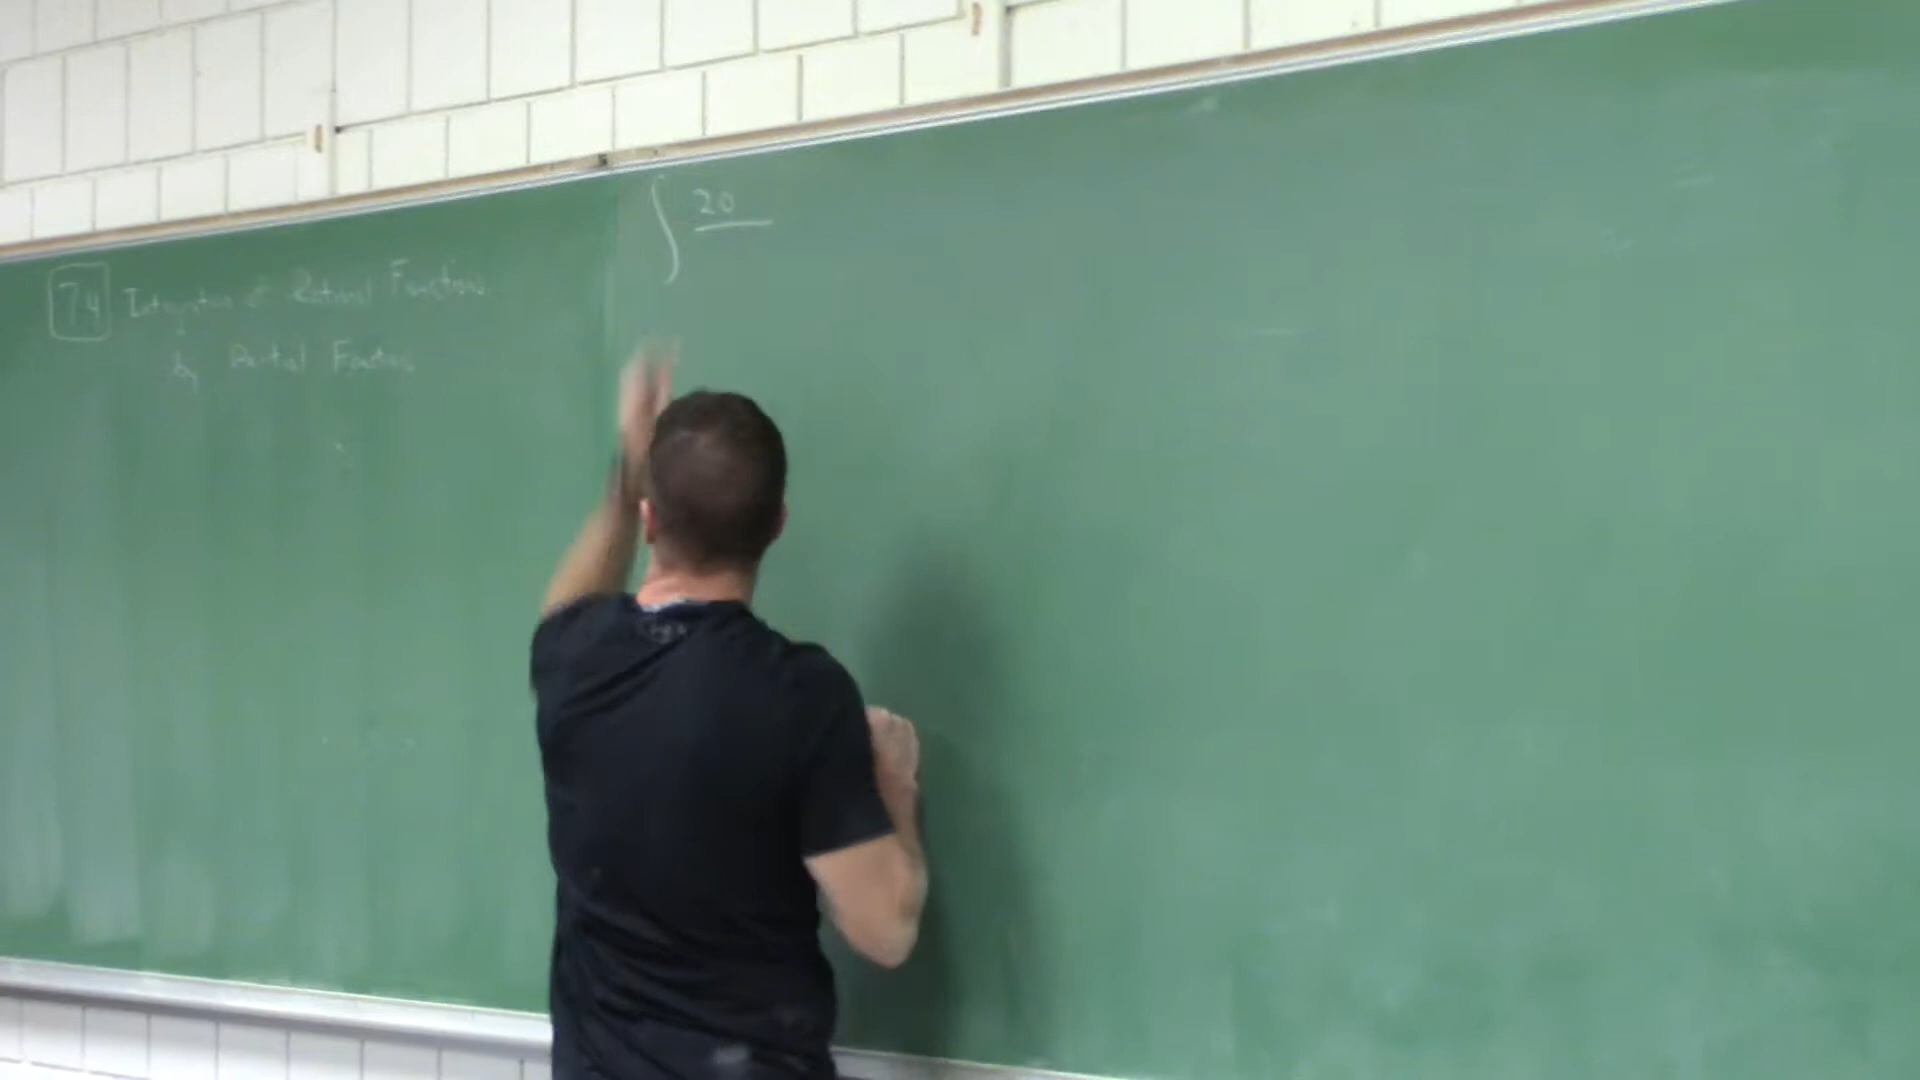 7.4 Integration of Rational Functions
by Partial Fractions
∫ 20